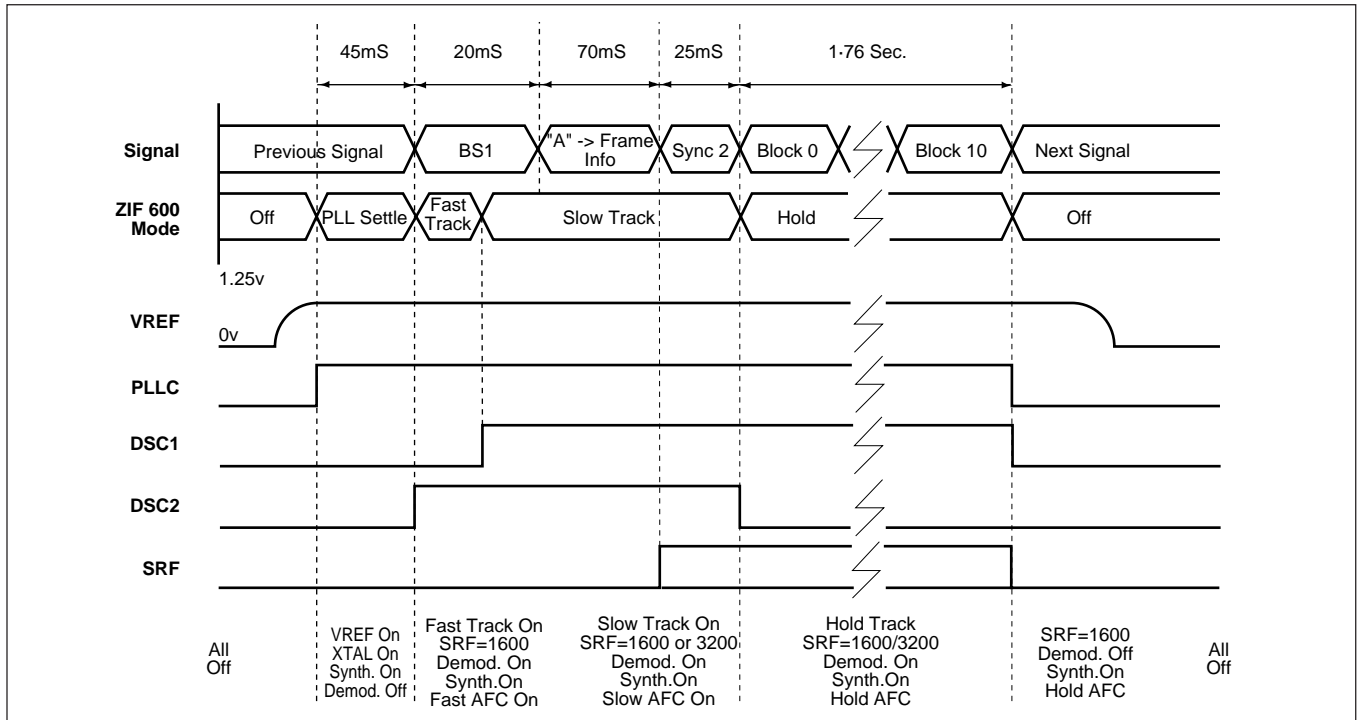 45mS 20mS 70mS 25mS 1·76 Sec.
Signal
Previous Signal BS1 "A" -> Frame Info Sync 2 Block 0 Block 10 Next Signal
ZIF 600 Mode
Off PLL Settle Fast Track Slow Track Hold Off
1.25v
VREF
0v
PLLC
DSC1
DSC2
SRF
All
Off
VREF On
XTAL On
Synth. On
Demod. Off
Fast Track On
SRF=1600
Demod. On
Synth.On
Fast AFC On
Slow Track On
SRF=1600 or 3200
Demod. On
Synth.On
Slow AFC On
Hold Track
SRF=1600/3200
Demod. On
Synth.On
Hold AFC
SRF=1600
Demod. Off
Synth.On
Hold AFC
All
Off